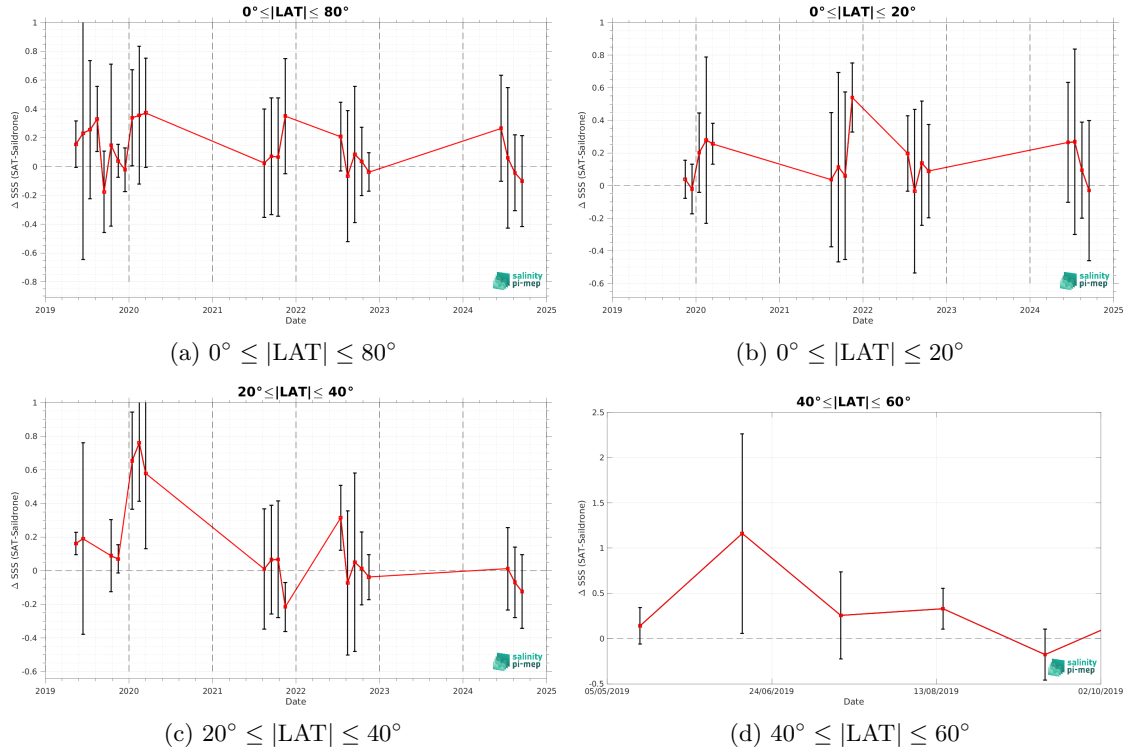 0°≤|LAT|≤ 80°
1
0.8
0.6
0.4
0.2
0
-0.2
-0.4
-0.6
-0.8
Δ SSS (SAT-Saildrone)
2019
2020
2021
2022
2023
2024
2025
Date
salinity
pi-mep
(a) 0° ≤ |LAT| ≤ 80°
0°≤|LAT|≤ 20°
1
0.8
0.6
0.4
0.2
0
-0.2
-0.4
-0.6
Δ SSS (SAT-Saildrone)
2019
2020
2021
2022
2023
2024
2025
Date
salinity
pi-mep
(b) 0° ≤ |LAT| ≤ 20°
20°≤|LAT|≤ 40°
1
0.8
0.6
0.4
0.2
0
-0.2
-0.4
-0.6
Δ SSS (SAT-Saildrone)
2019
2020
2021
2022
2023
2024
2025
Date
salinity
pi-mep
(c) 20° ≤ |LAT| ≤ 40°
40°≤|LAT|≤ 60°
2.5
2
1.5
1
0.5
0
-0.5
Δ SSS (SAT-Saildrone)
05/05/2019
24/06/2019
13/08/2019
02/10/2019
Date
salinity
pi-mep
(d) 40° ≤ |LAT| ≤ 60°